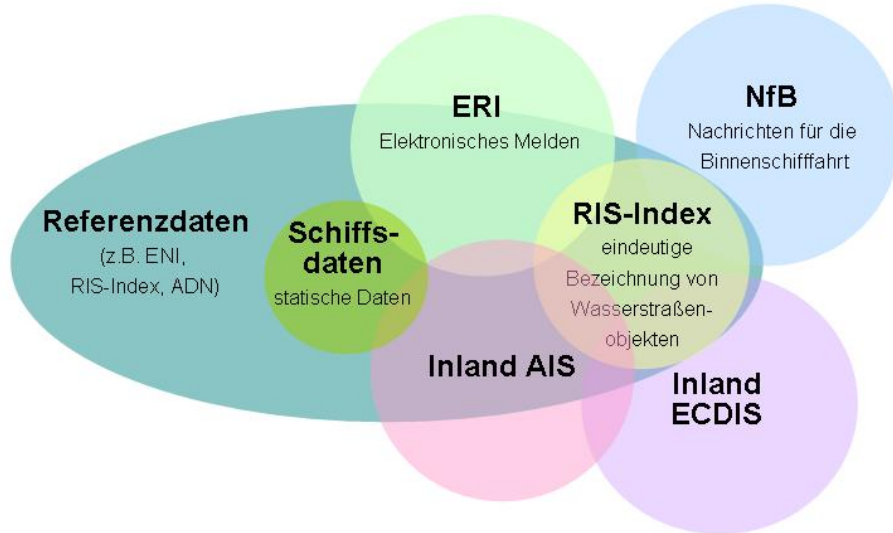 ERI
Elektronisches Melden
NfB
Nachrichten für die
Binnenschifffahrt
Referenzdaten
(z.B. ENI,
RIS-Index, ADN)
Schiffs-
daten
statische Daten
RIS-Index
eindeutige
Bezeichnung von
Wasserstraßen-
objekten
Inland AIS
Inland
ECDIS